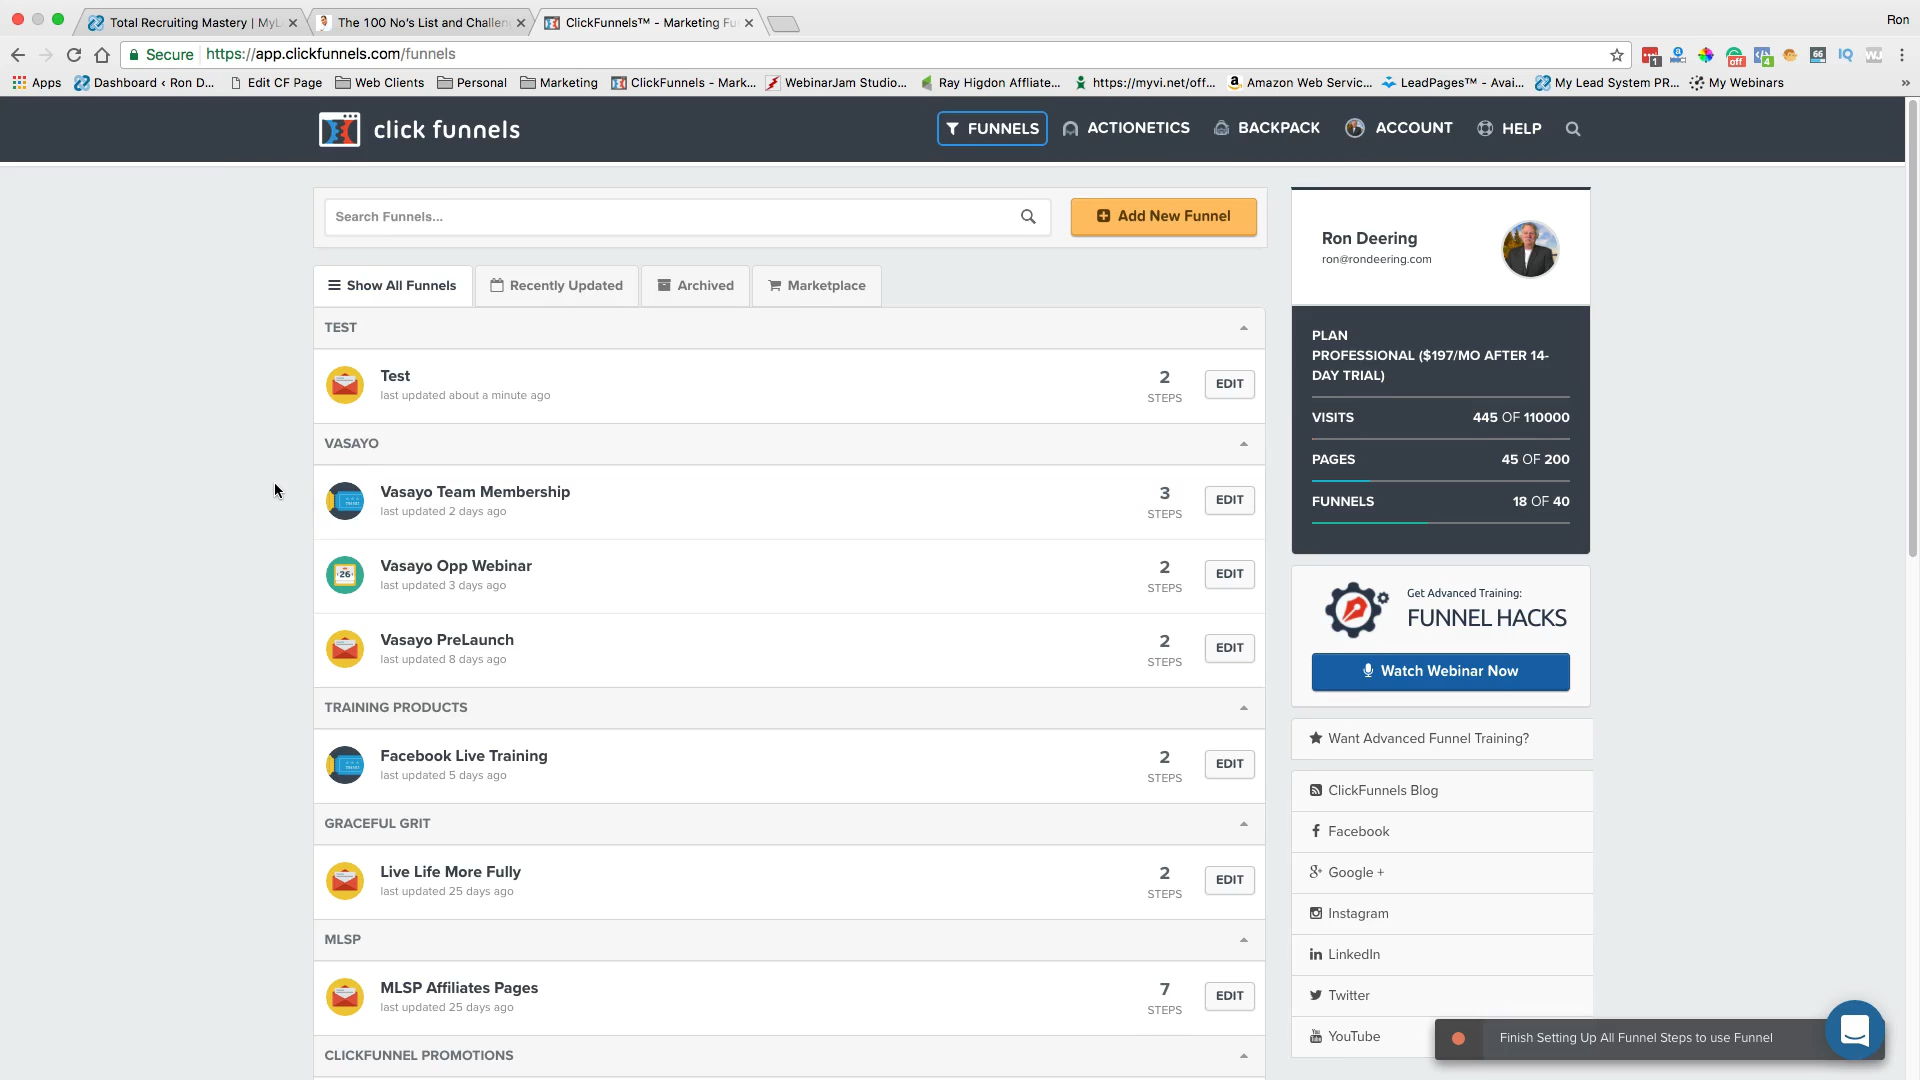 Total Recruiting Mastery | MyL
The 100 No's List and Challen
ClickFunnels™ - Marketing Fu
Ron
Secure
https://app.clickfunnels.com/funnels
1
off
4
66
IQ
WJ
Apps
Dashboard ‹ Ron D...
Edit CF Page
Web Clients
Personal
Marketing
ClickFunnels - Mark...
WebinarJam Studio...
Ray Higdon Affliate...
https://myvi.net/off...
Amazon Web Servic...
LeadPages™ - Avai...
My Lead System PR...
My Webinars
»
click funnels
FUNNELS
ACTIONETICS
BACKPACK
ACCOUNT
HELP
Search Funnels...
Add New Funnel
Show All Funnels
Recently Updated
Archived
Marketplace
TEST
Test
last updated about a minute ago
2
STEPS
EDIT
VASAYO
Vasayo Team Membership
last updated 2 days ago
3
STEPS
EDIT
26
Vasayo Opp Webinar
last updated 3 days ago
2
STEPS
EDIT
Vasayo PreLaunch
last updated 8 days ago
2
STEPS
EDIT
TRAINING PRODUCTS
Facebook Live Training
last updated 5 days ago
2
STEPS
EDIT
GRACEFUL GRIT
Live Life More Fully
last updated 25 days ago
2
STEPS
EDIT
MLSP
MLSP Affiliates Pages
last updated 25 days ago
7
STEPS
EDIT
CLICKFUNNEL PROMOTIONS
Ron Deering
ron@rondeering.com
PLAN
PROFESSIONAL ($197/MO AFTER 14-
DAY TRIAL)
VISITS 445 OF 110000
PAGES 45 OF 200
FUNNELS 18 OF 40
Get Advanced Training:
FUNNEL HACKS
Watch Webinar Now
Want Advanced Funnel Training?
ClickFunnels Blog
Facebook
Google +
Instagram
LinkedIn
Twitter
YouTube
Finish Setting Up All Funnel Steps to use Funnel